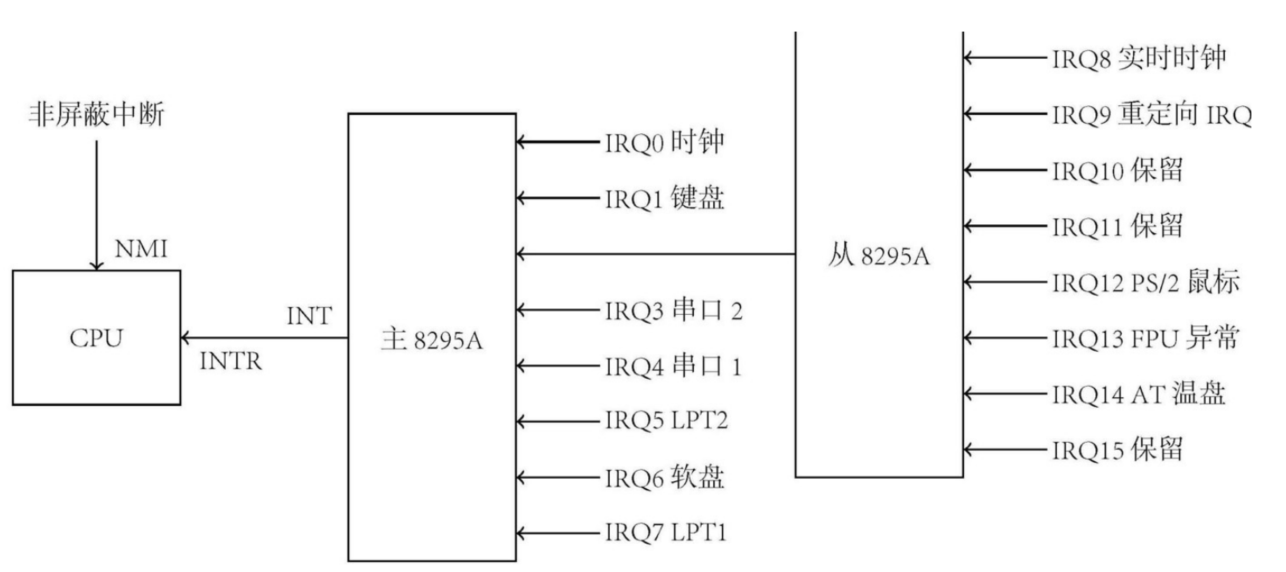 非屏蔽中断
NMI
CPU
INT
INTR
主 8295A
IRQ0 时钟
IRQ1 键盘
IRQ3 串口 2
IRQ4 串口 1
IRQ5 LPT2
IRQ6 软盘
IRQ7 LPT1
从 8295A
IRQ8 实时时钟
IRQ9 重定向 IRQ
IRQ10 保留
IRQ11 保留
IRQ12 PS/2 鼠标
IRQ13 FPU 异常
IRQ14 AT 温盘
IRQ15 保留